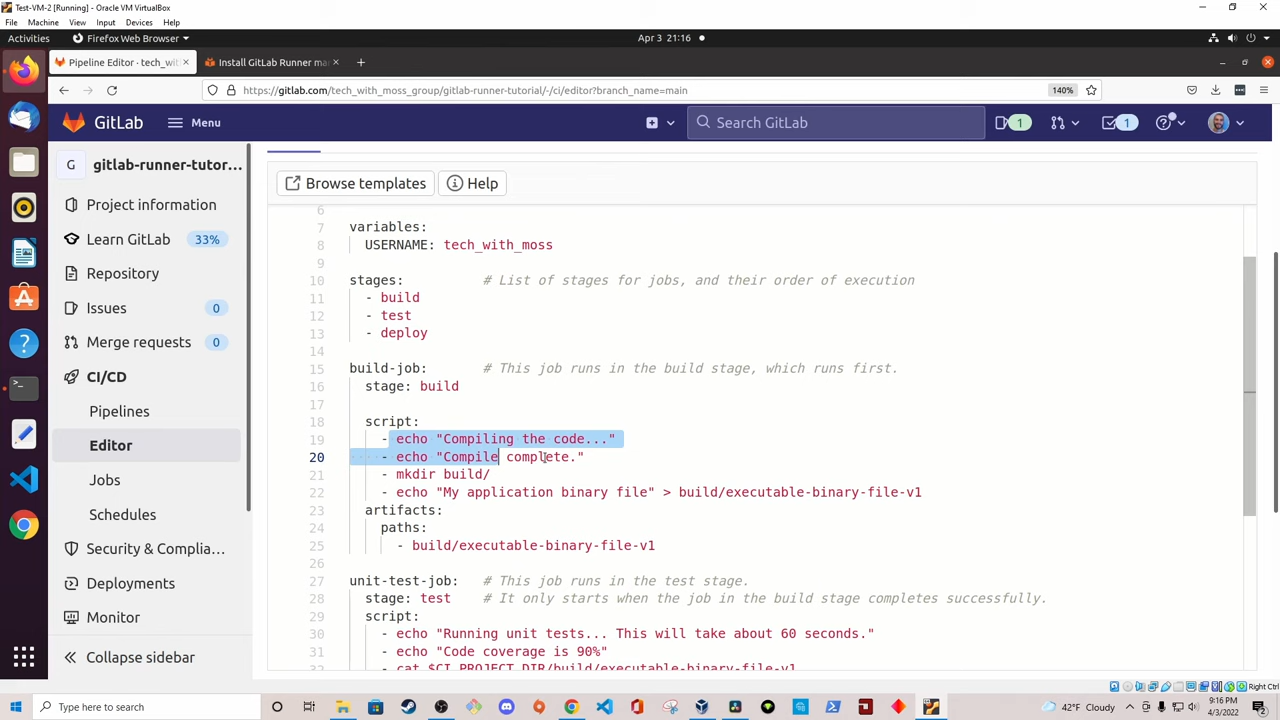 Test-VM-2 [Running] - Oracle VM VirtualBox
File Machine View Input Devices Help
Activities Firefox Web Browser Apr 3 21:16
Pipeline Editor · tech_wit
Install GitLab Runner ma
https://gitlab.com/tech_with_moss_group/gitlab-runner-tutorial/-/ci/editor?branch_name=main 140%
GitLab Menu Search GitLab 1 1
G gitlab-runner-tutor...
Project information
Learn GitLab 33%
Repository
Issues 0
Merge requests 0
CI/CD
Pipelines
Editor
Jobs
Schedules
Security & Complia...
Deployments
Monitor
Collapse sidebar
Browse templates Help
6
7 variables:
8 USERNAME: tech_with_moss
9
10 stages: # List of stages for jobs, and their order of execution
11 - build
12 - test
13 - deploy
14
15 build-job: # This job runs in the build stage, which runs first.
16 stage: build
17
18 script:
19 - echo "Compiling the code..."
20 - echo "Compile complete."
21 - mkdir build/
22 - echo "My application binary file" > build/executable-binary-file-v1
23 artifacts:
24 paths:
25 - build/executable-binary-file-v1
26
27 unit-test-job: # This job runs in the test stage.
28 stage: test # It only starts when the job in the build stage completes successfully.
29 script:
30 - echo "Running unit tests... This will take about 60 seconds."
31 - echo "Code coverage is 90%"
32 - cat $CI_PROJECT_DIR/build/executable-binary-file-v1
Right Ctrl
Type here to search
42°F Cloudy
9:16 PM
4/3/2022
2